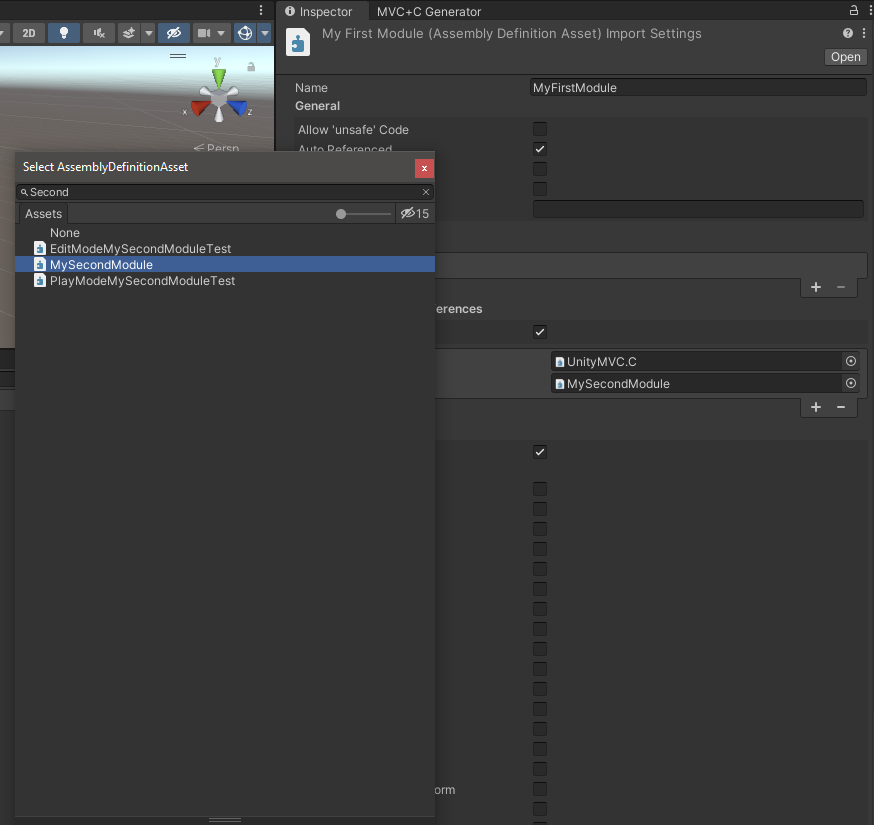 Inspector
MVC+C Generator
2D
My First Module (Assembly Definition Asset) Import Settings
Open
y
x
z
Persp
Name
MyFirstModule
General
Allow 'unsafe' Code
Auto Referenced
Select AssemblyDefinitionAsset
x
Second
Assets
15
None
EditModeMySecondModuleTest
MySecondModule
PlayModeMySecondModuleTest
erences
UnityMVC.C
MySecondModule
orm